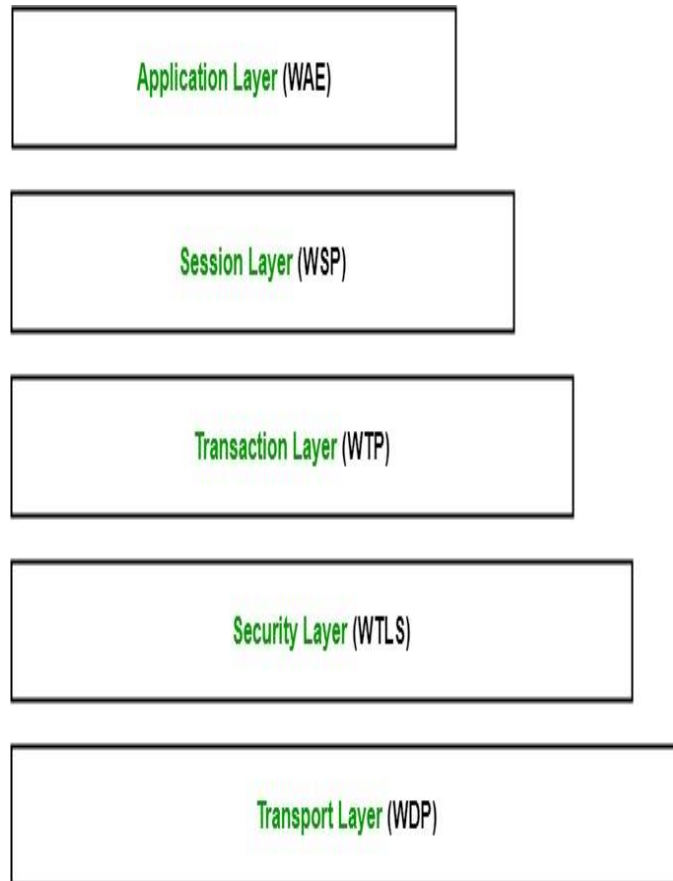 Application Layer (WAE)
Session Layer (WSP)
Transaction Layer (WTP)
Security Layer (WTLS)
Transport Layer (WDP)